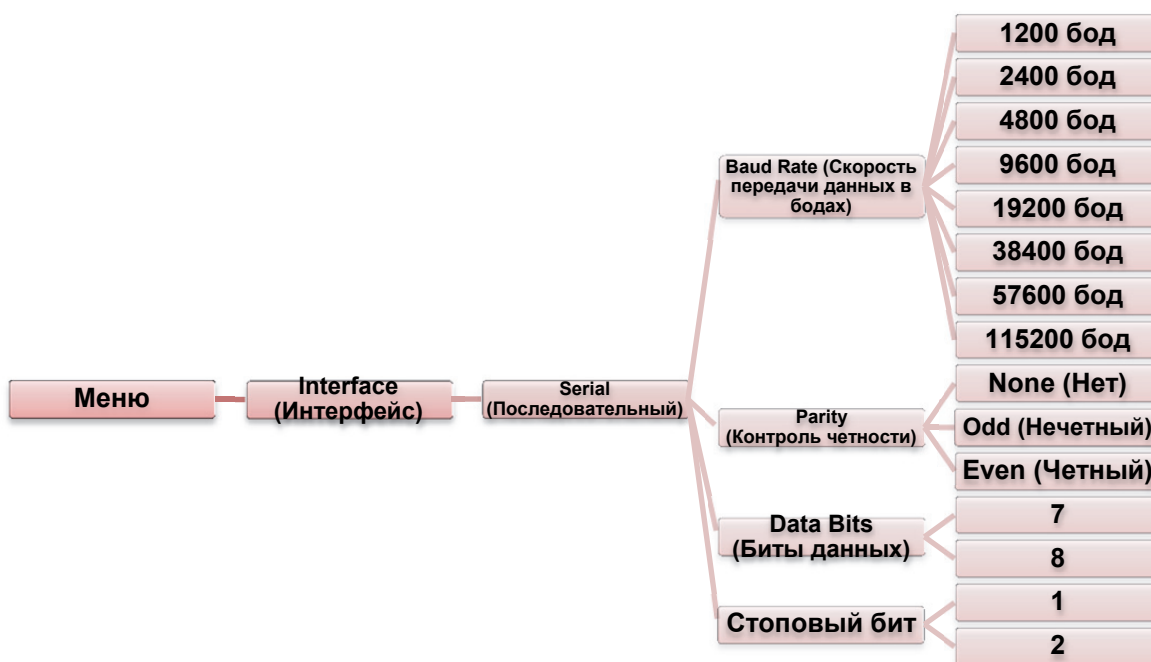 Меню
Interface
(Интерфейс)
Serial
(Последовательный)
Baud Rate (Скорость
передачи данных в
бодах)
1200 бод
2400 бод
4800 бод
9600 бод
19200 бод
38400 бод
57600 бод
115200 бод
Parity
(Контроль четности)
None (Нет)
Odd (Нечетный)
Even (Четный)
Data Bits
(Биты данных)
7
8
Стоповый бит
1
2